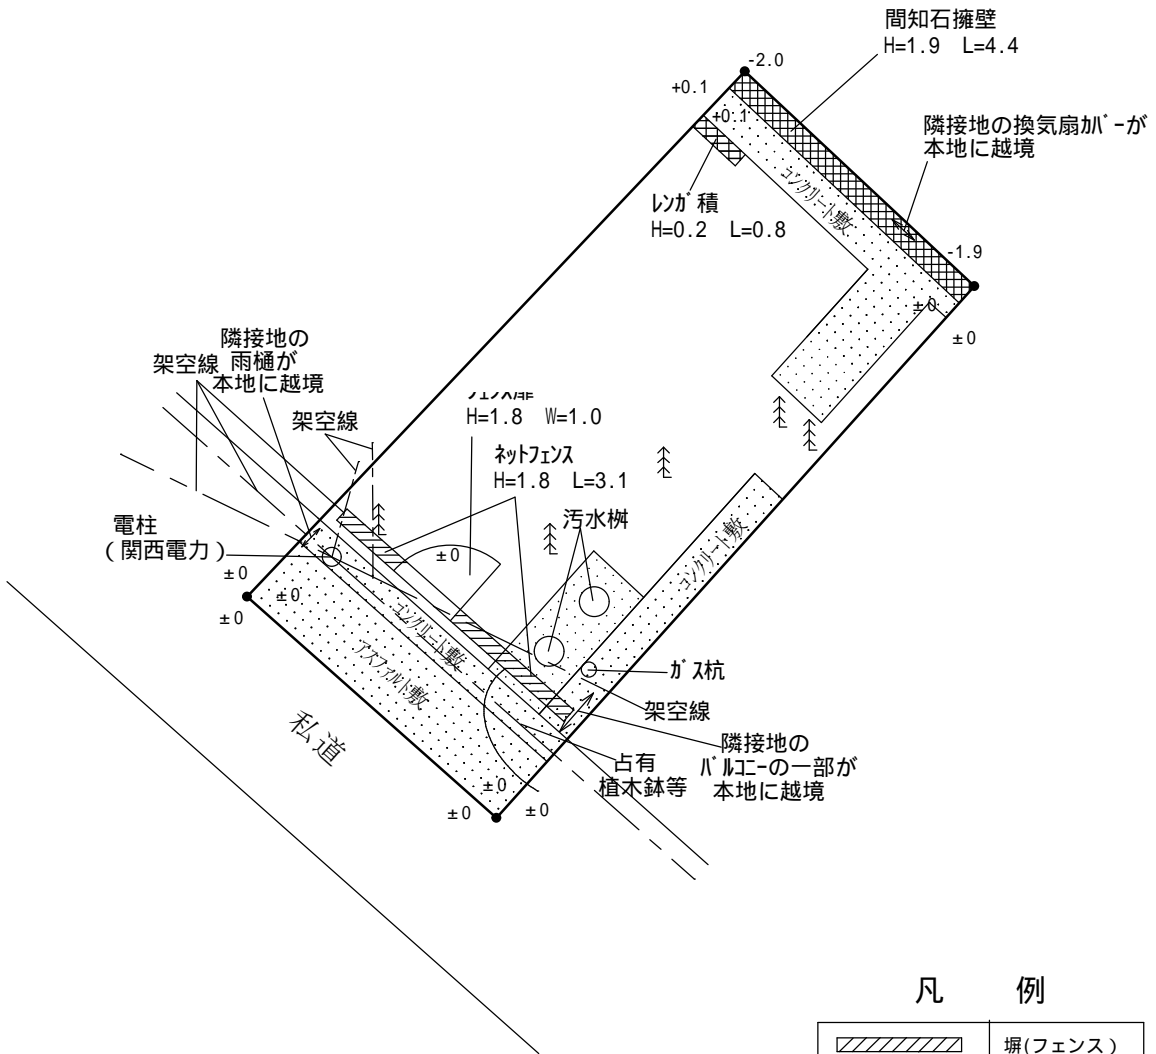 間知石擁壁
H=1.9 L=4.4
-2.0
+0.1
+0.1
隣接地の換気扇ｶﾊﾞｰが
本地に越境
コンクリート敷
レンガ積
H=0.2 L=0.8
-1.9
±0
±0
隣接地の
雨樋が
本地に越境
架空線
架空線
H=1.8 W=1.0
ネットフェンス
H=1.8 L=3.1
汚水桝
電柱
(関西電力)
±0
±0
±0
±0
コンクリート敷
コンクリート敷
アスファルト敷
ガス杭
架空線
私道
隣接地の
バルコニーの一部が
本地に越境
占有
植木鉢等
±0
±0
±0
凡 例
塀(フェンス)